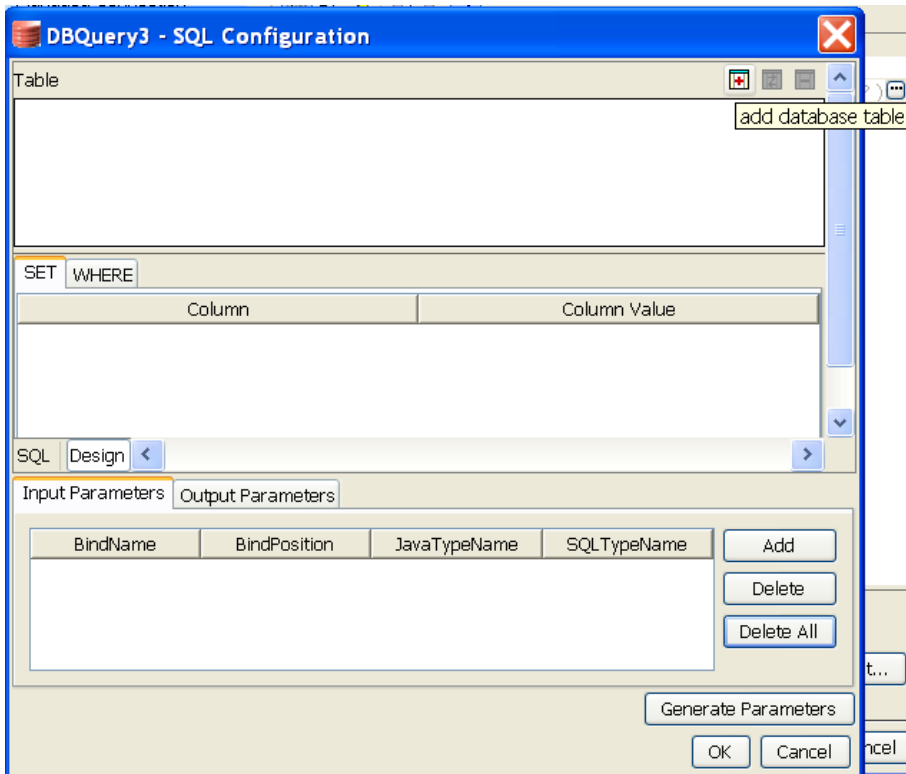 DBQuery3 - SQL Configuration
Table
? )
add database table
SET WHERE
Column Column Value
SQL Design
Input Parameters Output Parameters
BindName BindPosition JavaTypeName SQLTypeName
Add
Delete
Delete All
t...
Generate Parameters
OK Cancel
ncel